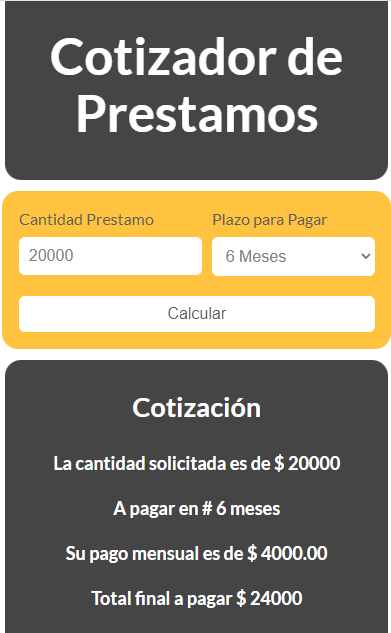 Cotizador de
Prestamos
Cantidad Prestamo
Plazo para Pagar
20000
6 Meses
Calcular
Cotización
La cantidad solicitada es de $ 20000
A pagar en # 6 meses
Su pago mensual es de $ 4000.00
Total final a pagar $ 24000